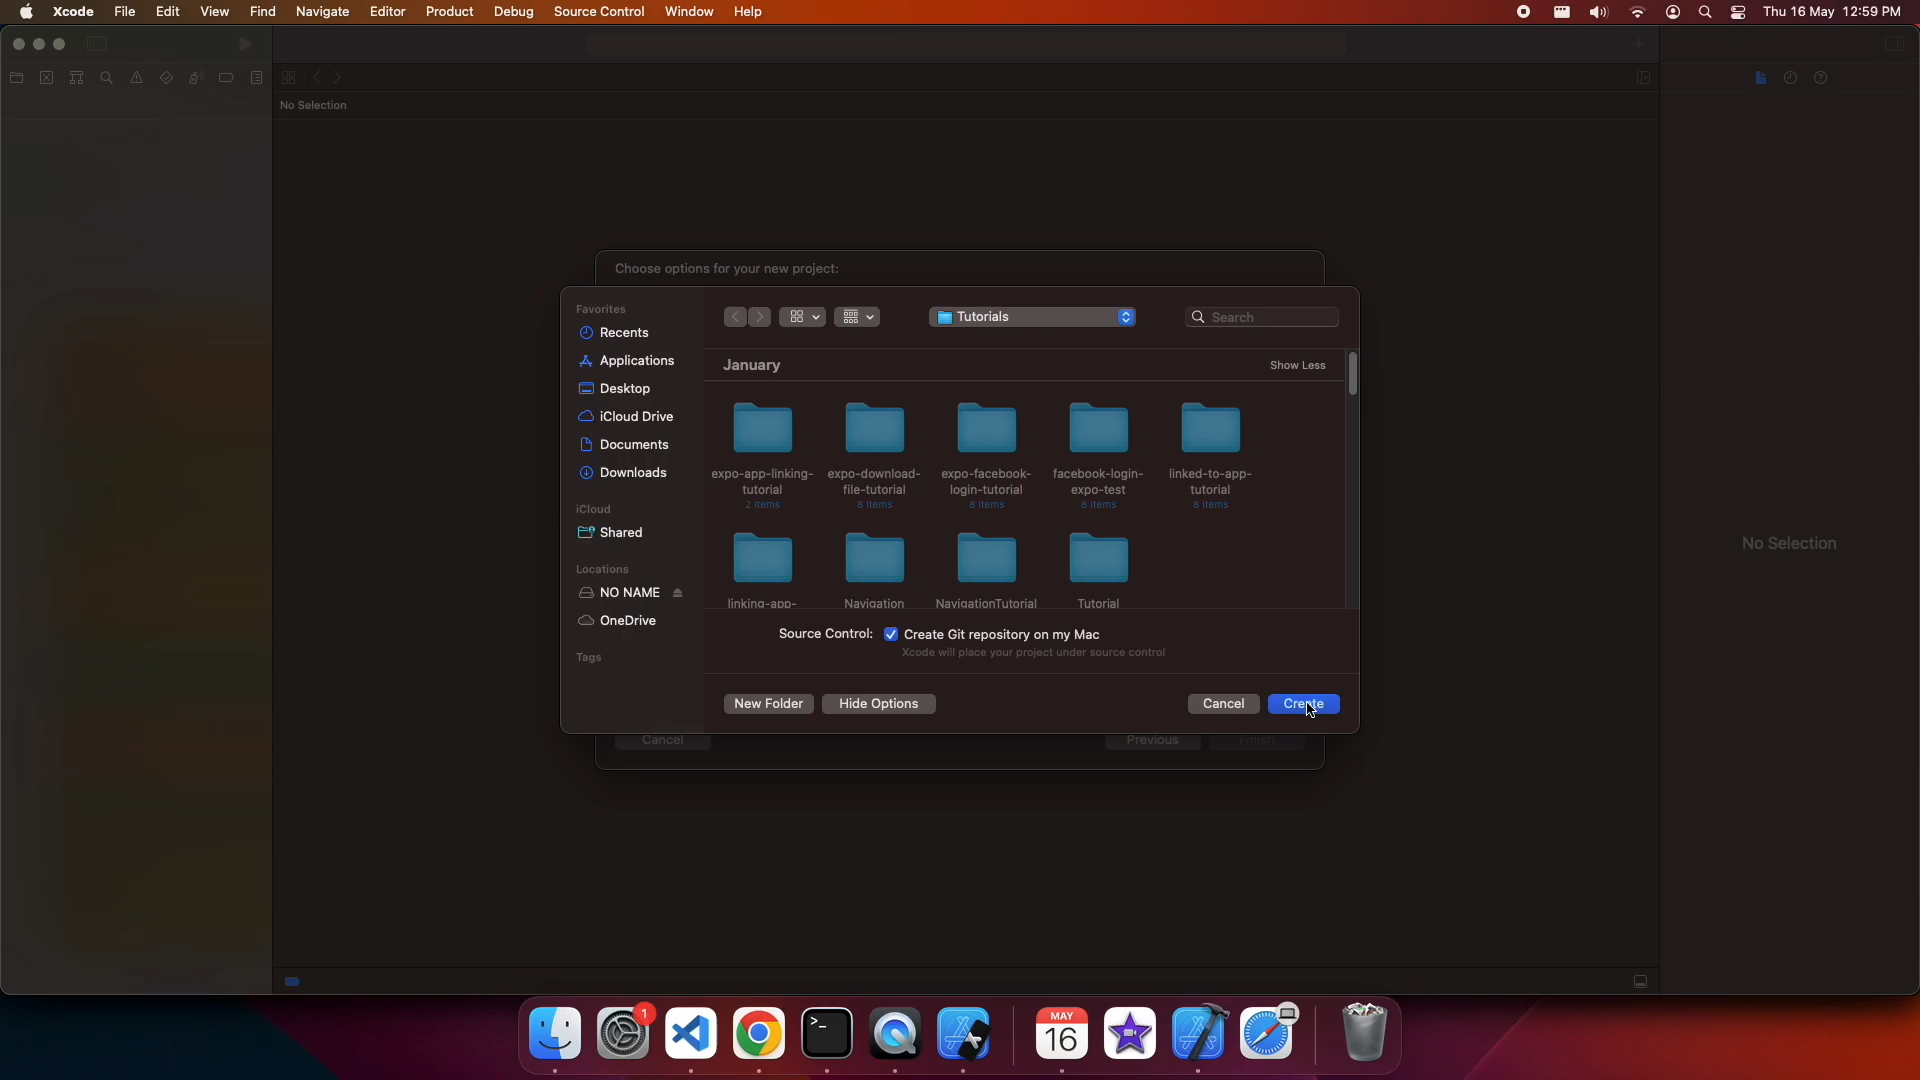 Xcode File Edit View Find Navigate Editor Product Debug Source Control Window Help Thu 16 May 12:59 PM
No Selection
Choose options for your new project:
Favorites
Recents
Applications
Desktop
iCloud Drive
Documents
Downloads
iCloud
Shared
Locations
NO NAME
OneDrive
Tags
Tutorials
Search
January
Show Less
expo-app-linking-
tutorial
2 items
expo-download-
file-tutorial
8 items
expo-facebook-
login-tutorial
8 items
facebook-login-
expo-test
8 items
linked-to-app-
tutorial
8 items
linking-app-
Navigation
NavigationTutorial
Tutorial
Source Control: Create Git repository on my Mac
Xcode will place your project under source control
New Folder
Hide Options
Cancel
Create
Cancel
Previous
Finish
No Selection
1
MAY
16